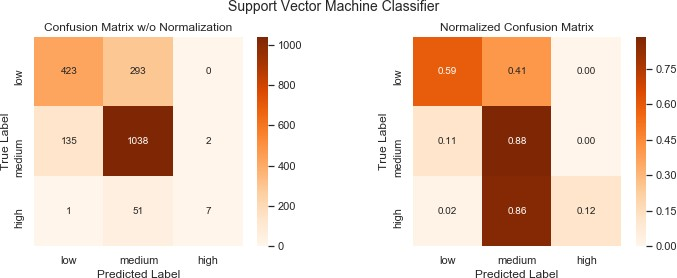 Support Vector Machine Classifier
Confusion Matrix w/o Normalization
True Label
low
medium
high
423 293 0
135 1038 2
1 51 7
low medium high
Predicted Label
1000
800
600
400
200
0
Normalized Confusion Matrix
True Label
low
medium
high
0.59 0.41 0.00
0.11 0.88 0.00
0.02 0.86 0.12
low medium high
Predicted Label
0.75
0.60
0.45
0.30
0.15
0.00